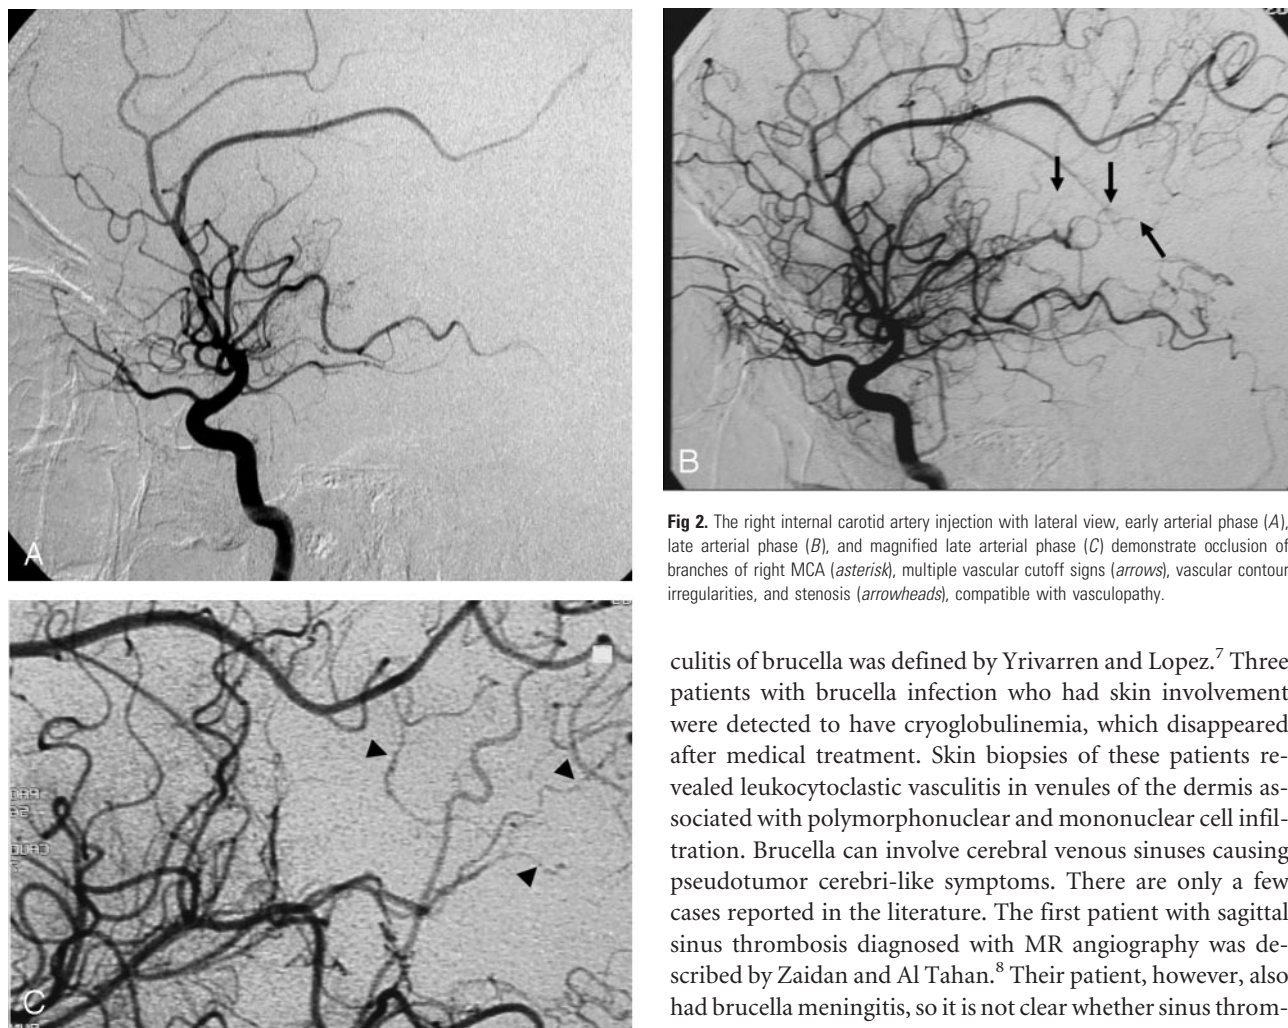 A
B
Fig 2. The right internal carotid artery injection with lateral view, early arterial phase (A),
late arterial phase (B), and magnified late arterial phase (C) demonstrate occlusion of
branches of right MCA (asterisk), multiple vascular cutoff signs (arrows), vascular contour
irregularities, and stenosis (arrowheads), compatible with vasculopathy.
C
culitis of brucella was defined by Yrivarren and Lopez.7 Three
patients with brucella infection who had skin involvement
were detected to have cryoglobulinemia, which disappeared
after medical treatment. Skin biopsies of these patients re-
vealed leukocytoclastic vasculitis in venules of the dermis as-
sociated with polymorphonuclear and mononuclear cell infil-
tration. Brucella can involve cerebral venous sinuses causing
pseudotumor cerebri-like symptoms. There are only a few
cases reported in the literature. The first patient with sagittal
sinus thrombosis diagnosed with MR angiography was de-
scribed by Zaidan and Al Tahan.8 Their patient, however, also
had brucella meningitis, so it is not clear whether sinus throm-